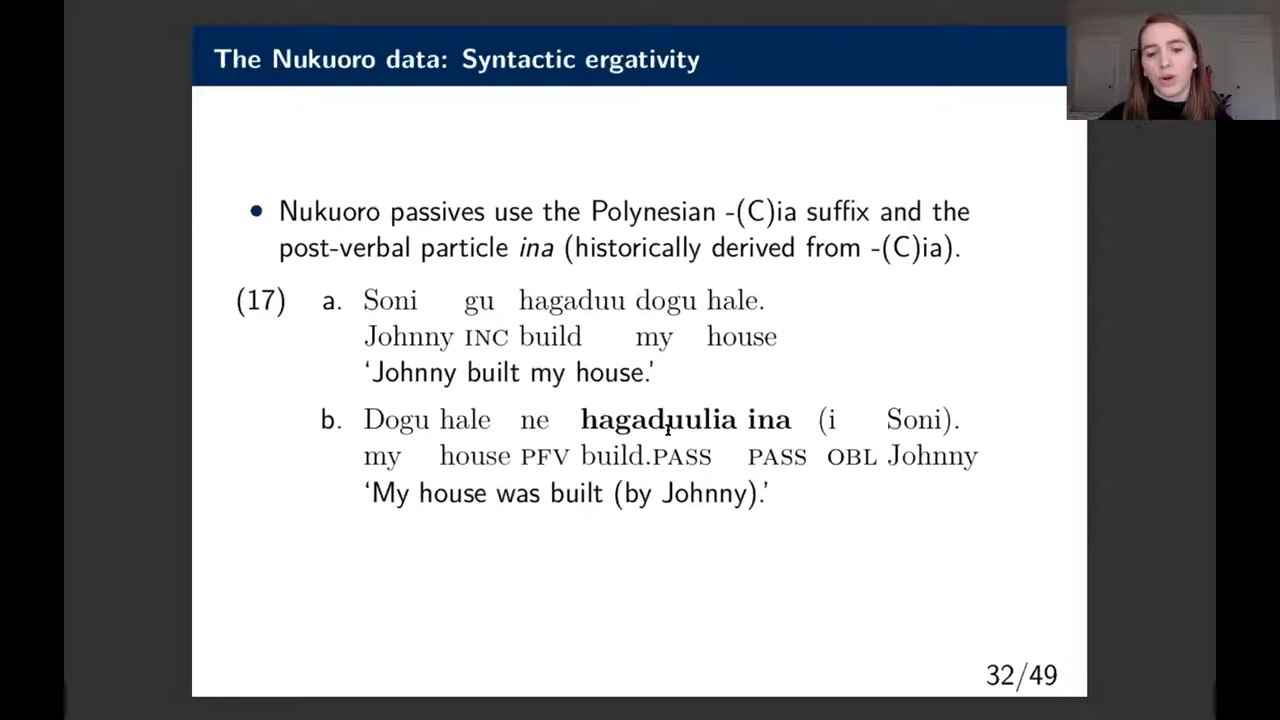 The Nukuoro data: Syntactic ergativity
• Nukuoro passives use the Polynesian -(C)ia suffix and the
post-verbal particle ina (historically derived from -(C)ia).
(17) a. Soni gu hagaduu dogu hale.
Johnny INC build my house
‘Johnny built my house.’
b. Dogu hale ne hagaduulia ina (i Soni).
my house PFV build.PASS PASS OBL Johnny
‘My house was built (by Johnny).’
32/49